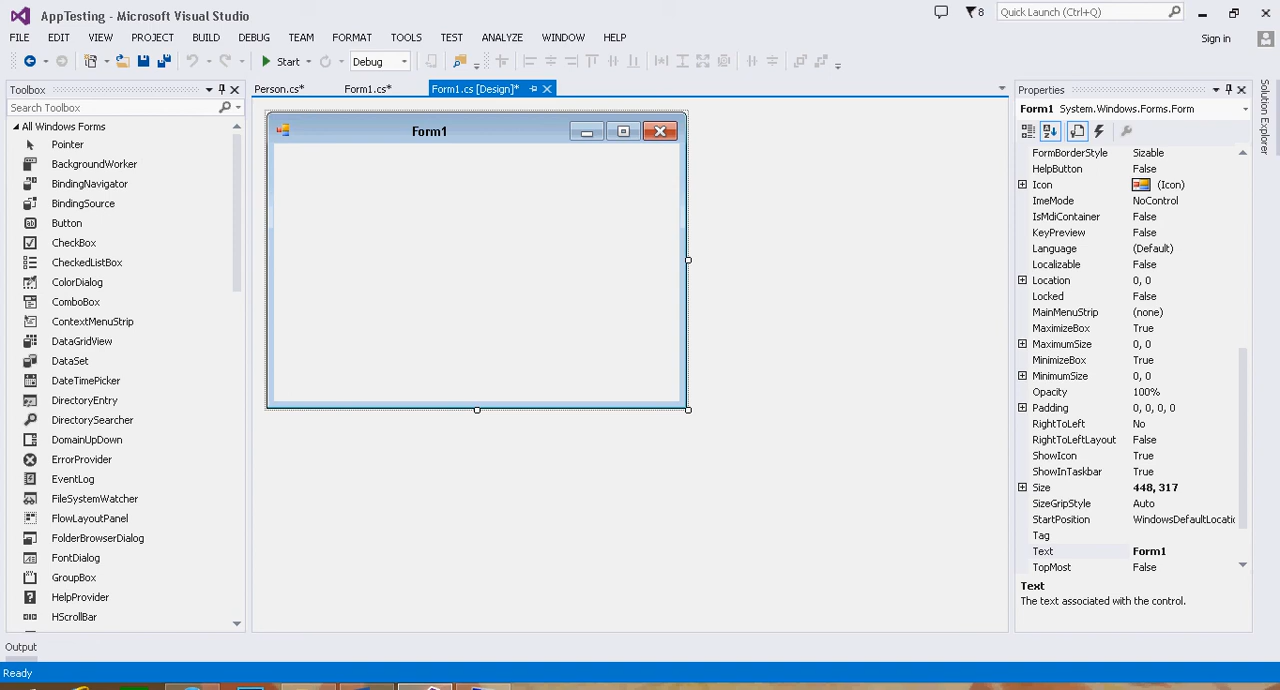 AppTesting - Microsoft Visual Studio
8
Quick Launch (Ctrl+Q)
FILE EDIT VIEW PROJECT BUILD DEBUG TEAM FORMAT TOOLS TEST ANALYZE WINDOW HELP
Sign in
Start
Debug
Toolbox
Search Toolbox
All Windows Forms
Pointer
BackgroundWorker
BindingNavigator
BindingSource
Button
CheckBox
CheckedListBox
ColorDialog
ComboBox
ContextMenuStrip
DataGridView
DataSet
DateTimePicker
DirectoryEntry
DirectorySearcher
DomainUpDown
ErrorProvider
EventLog
FileSystemWatcher
FlowLayoutPanel
FolderBrowserDialog
FontDialog
GroupBox
HelpProvider
HScrollBar
Person.cs* Form1.cs* Form1.cs [Design]*
Form1
Properties
Form1 System.Windows.Forms.Form
FormBorderStyle Sizable
HelpButton False
Icon (Icon)
ImeMode NoControl
IsMdiContainer False
KeyPreview False
Language (Default)
Localizable False
Location 0, 0
Locked False
MainMenuStrip (none)
MaximizeBox True
MaximumSize 0, 0
MinimizeBox True
MinimumSize 0, 0
Opacity 100%
Padding 0, 0, 0, 0
RightToLeft No
RightToLeftLayout False
ShowIcon True
ShowInTaskbar True
Size 448, 317
SizeGripStyle Auto
StartPosition WindowsDefaultLocati
Tag
Text Form1
TopMost False
Text
The text associated with the control.
Solution Explorer
Output
Ready